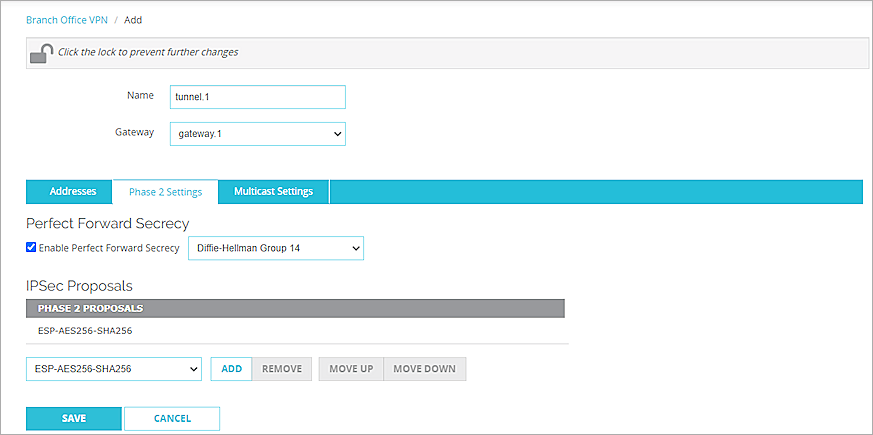 Branch Office VPN / Add
Click the lock to prevent further changes
Name tunnel.1
Gateway gateway.1
Addresses Phase 2 Settings Multicast Settings
Perfect Forward Secrecy
Enable Perfect Forward Secrecy Diffie-Hellman Group 14
IPSec Proposals
PHASE 2 PROPOSALS
ESP-AES256-SHA256
ESP-AES256-SHA256 ADD REMOVE MOVE UP MOVE DOWN
SAVE CANCEL